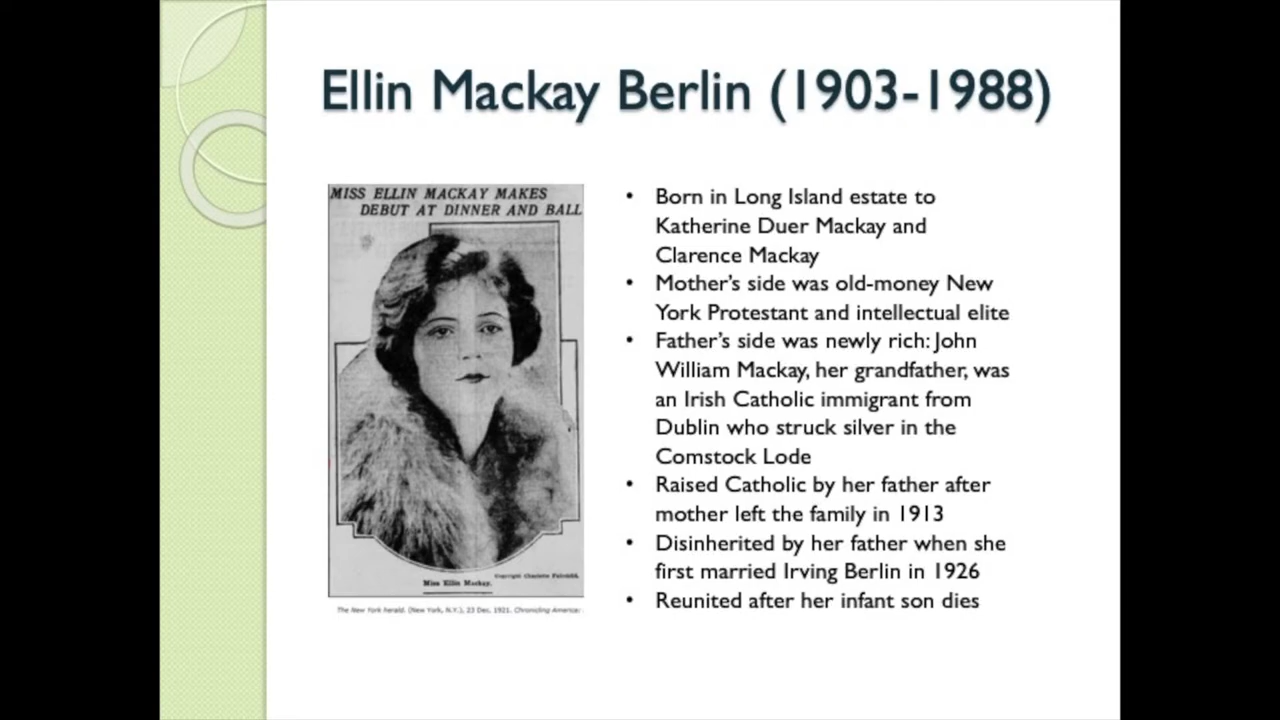 Ellin Mackay Berlin (1903-1988)
MISS ELLIN MACKAY MAKES
DEBUT AT DINNER AND BALL
Copyright Charlotte Fairchild.
Miss Ellin Mackay.
The New York herald. (New York, N.Y.), 23 Dec. 1921. Chronicling America:
• Born in Long Island estate to
Katherine Duer Mackay and
Clarence Mackay
• Mother's side was old-money New
York Protestant and intellectual elite
• Father's side was newly rich: John
William Mackay, her grandfather, was
an Irish Catholic immigrant from
Dublin who struck silver in the
Comstock Lode
• Raised Catholic by her father after
mother left the family in 1913
• Disinherited by her father when she
first married Irving Berlin in 1926
• Reunited after her infant son dies